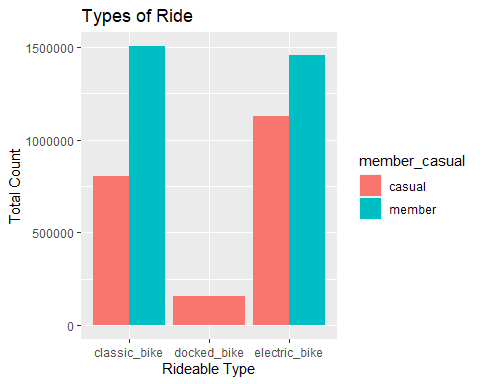 Types of Ride
Total Count
1500000
1000000
500000
0
classic_bike docked_bike electric_bike
Rideable Type
member_casual
casual
member